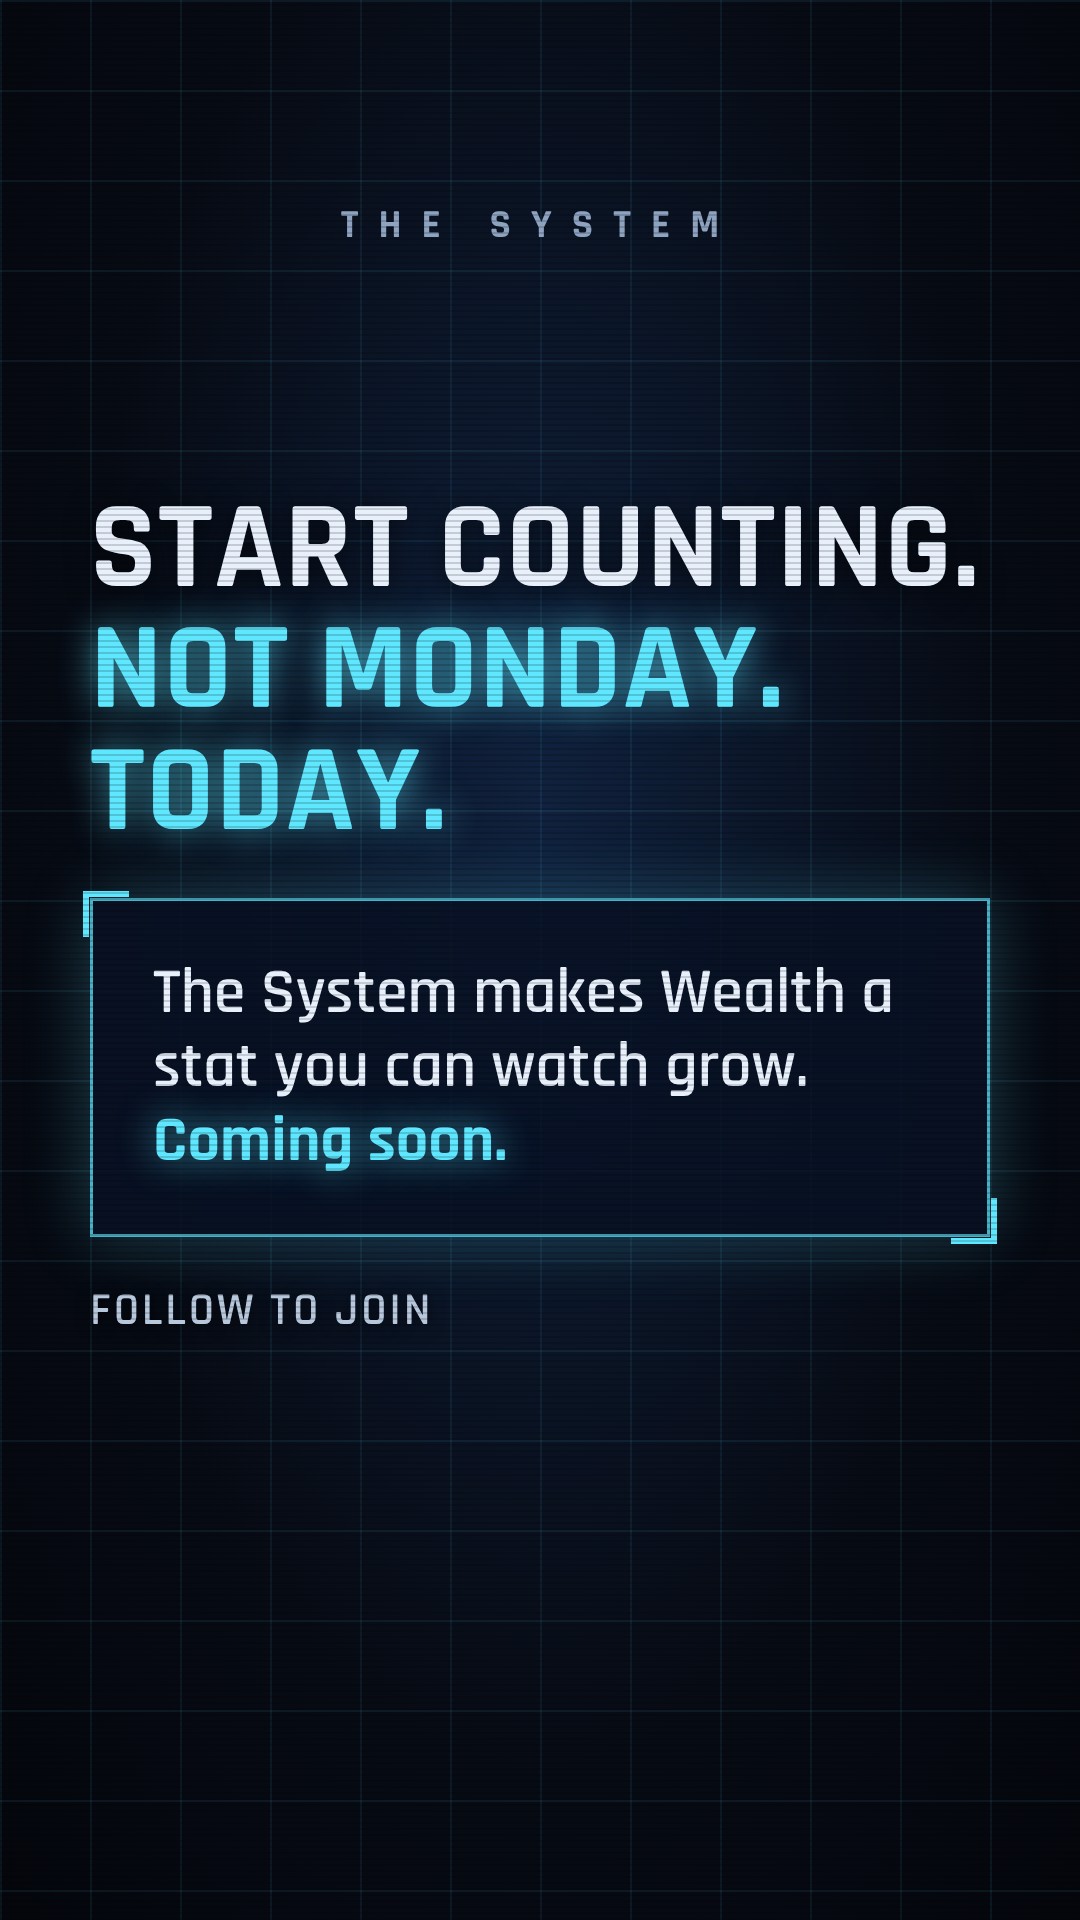 THE SYSTEM
START COUNTING.
NOT MONDAY.
TODAY.
The System makes Wealth a
stat you can watch grow.
Coming soon.
FOLLOW TO JOIN